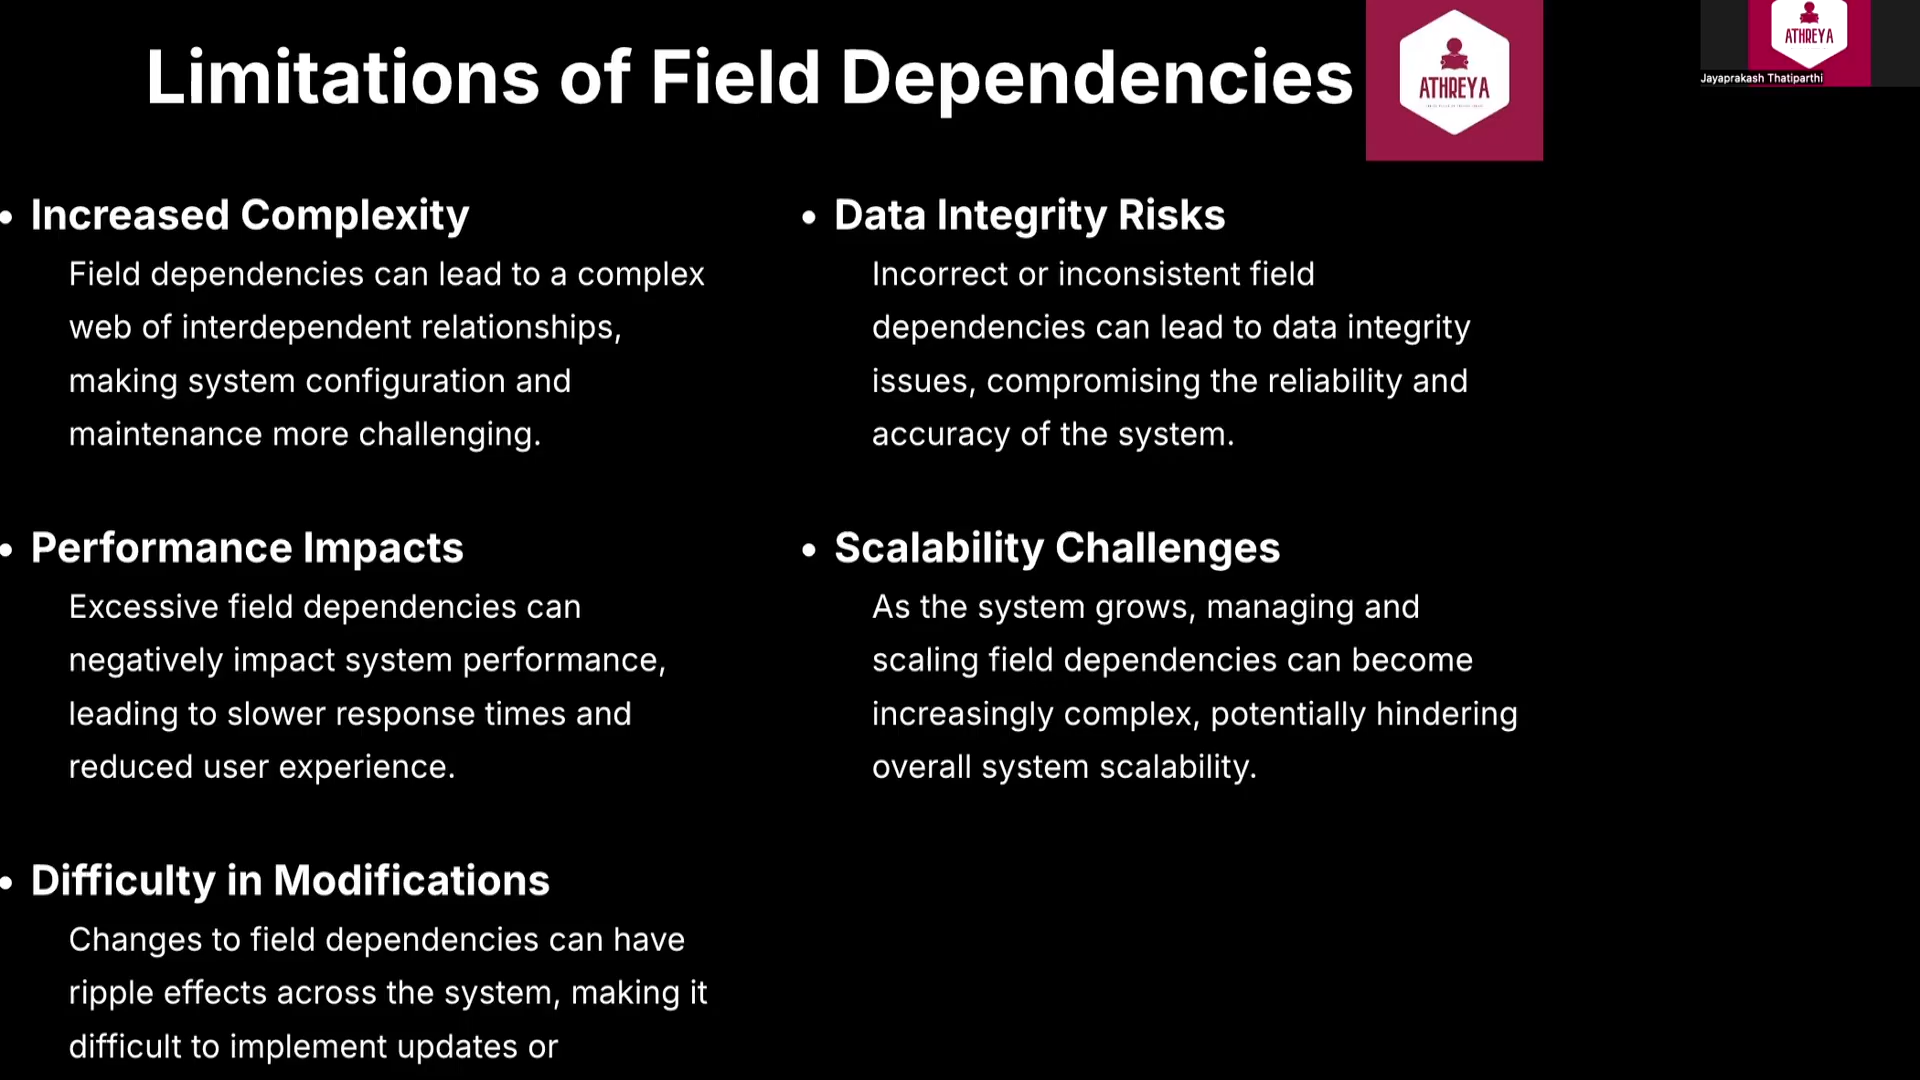 Limitations of Field Dependencies
ATHREYA
ATHREYA
Jayaprakash Thatiparthi
• Increased Complexity
Field dependencies can lead to a complex
web of interdependent relationships,
making system configuration and
maintenance more challenging.
• Performance Impacts
Excessive field dependencies can
negatively impact system performance,
leading to slower response times and
reduced user experience.
• Difficulty in Modifications
Changes to field dependencies can have
ripple effects across the system, making it
difficult to implement updates or
• Data Integrity Risks
Incorrect or inconsistent field
dependencies can lead to data integrity
issues, compromising the reliability and
accuracy of the system.
• Scalability Challenges
As the system grows, managing and
scaling field dependencies can become
increasingly complex, potentially hindering
overall system scalability.